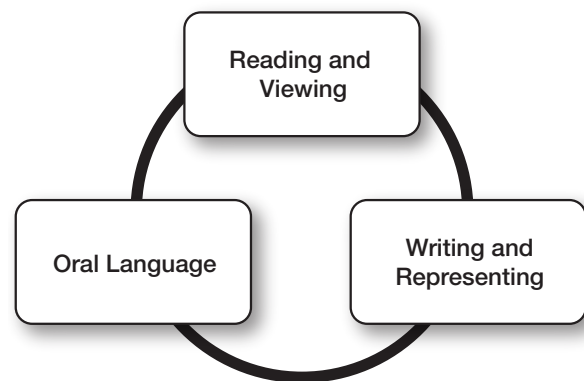 Reading and
Viewing
Oral Language
Writing and
Representing